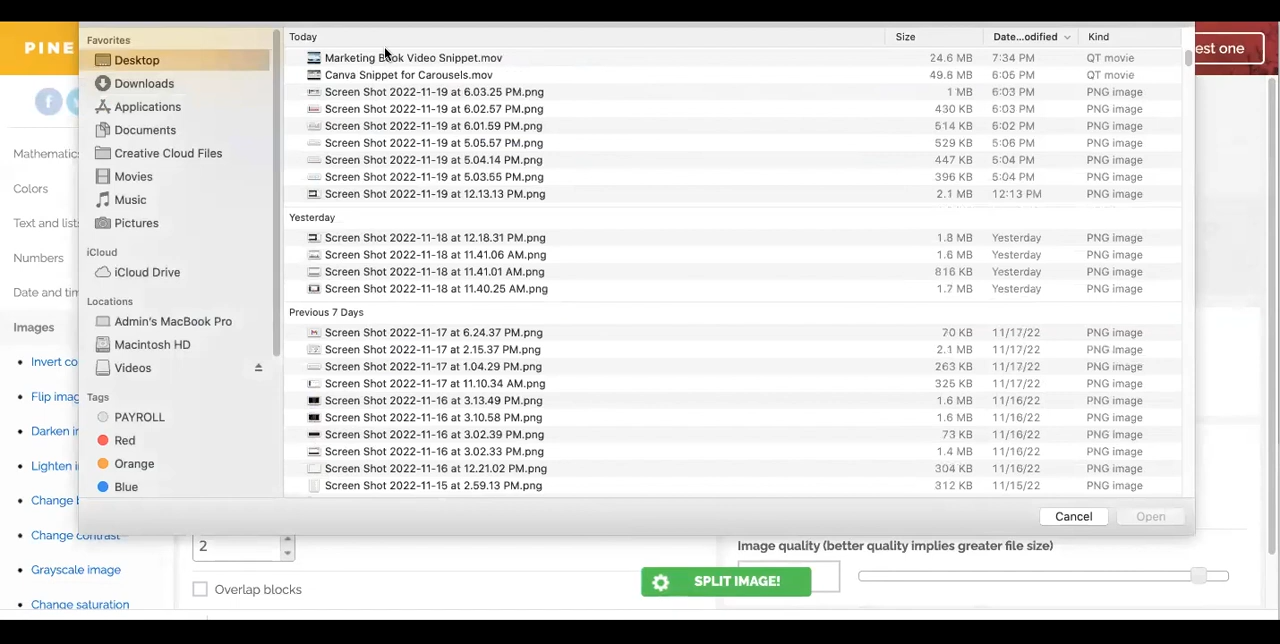 PINE
est one
Favorites
Desktop
Downloads
Applications
Documents
Creative Cloud Files
Movies
Music
Pictures
iCloud
iCloud Drive
Locations
Admin's MacBook Pro
Macintosh HD
Videos
Tags
PAYROLL
Red
Orange
Blue
Today Size Date...odified Kind
Marketing Book Video Snippet.mov 24.6 MB 7:34 PM QT movie
Canva Snippet for Carousels.mov 49.8 MB 6:05 PM QT movie
Screen Shot 2022-11-19 at 6.03.25 PM.png 1 MB 6:03 PM PNG image
Screen Shot 2022-11-19 at 6.02.57 PM.png 430 KB 6:03 PM PNG image
Screen Shot 2022-11-19 at 6.01.59 PM.png 514 KB 6:02 PM PNG image
Screen Shot 2022-11-19 at 5.05.57 PM.png 529 KB 5:06 PM PNG image
Screen Shot 2022-11-19 at 5.04.14 PM.png 447 KB 5:04 PM PNG image
Screen Shot 2022-11-19 at 5.03.55 PM.png 396 KB 5:04 PM PNG image
Screen Shot 2022-11-19 at 12.13.13 PM.png 2.1 MB 12:13 PM PNG image
Yesterday
Screen Shot 2022-11-18 at 12.18.31 PM.png 1.8 MB Yesterday PNG image
Screen Shot 2022-11-18 at 11.41.06 AM.png 1.6 MB Yesterday PNG image
Screen Shot 2022-11-18 at 11.41.01 AM.png 816 KB Yesterday PNG image
Screen Shot 2022-11-18 at 11.40.25 AM.png 1.7 MB Yesterday PNG image
Previous 7 Days
Screen Shot 2022-11-17 at 6.24.37 PM.png 70 KB 11/17/22 PNG image
Screen Shot 2022-11-17 at 2.15.37 PM.png 2.1 MB 11/17/22 PNG image
Screen Shot 2022-11-17 at 1.04.29 PM.png 263 KB 11/17/22 PNG image
Screen Shot 2022-11-17 at 11.10.34 AM.png 325 KB 11/17/22 PNG image
Screen Shot 2022-11-16 at 3.13.49 PM.png 1.6 MB 11/16/22 PNG image
Screen Shot 2022-11-16 at 3.10.58 PM.png 1.6 MB 11/16/22 PNG image
Screen Shot 2022-11-16 at 3.02.39 PM.png 73 KB 11/16/22 PNG image
Screen Shot 2022-11-16 at 3.02.33 PM.png 1.4 MB 11/16/22 PNG image
Screen Shot 2022-11-16 at 12.21.02 PM.png 304 KB 11/16/22 PNG image
Screen Shot 2022-11-15 at 2.59.13 PM.png 312 KB 11/15/22 PNG image
Cancel Open
Mathematics
Colors
Text and lists
Numbers
Date and tim
Images
Invert co
Flip imag
Darken i
Lighten i
Change b
Change contrast
Grayscale image
Change saturation
2
Overlap blocks
SPLIT IMAGE!
Image quality (better quality implies greater file size)